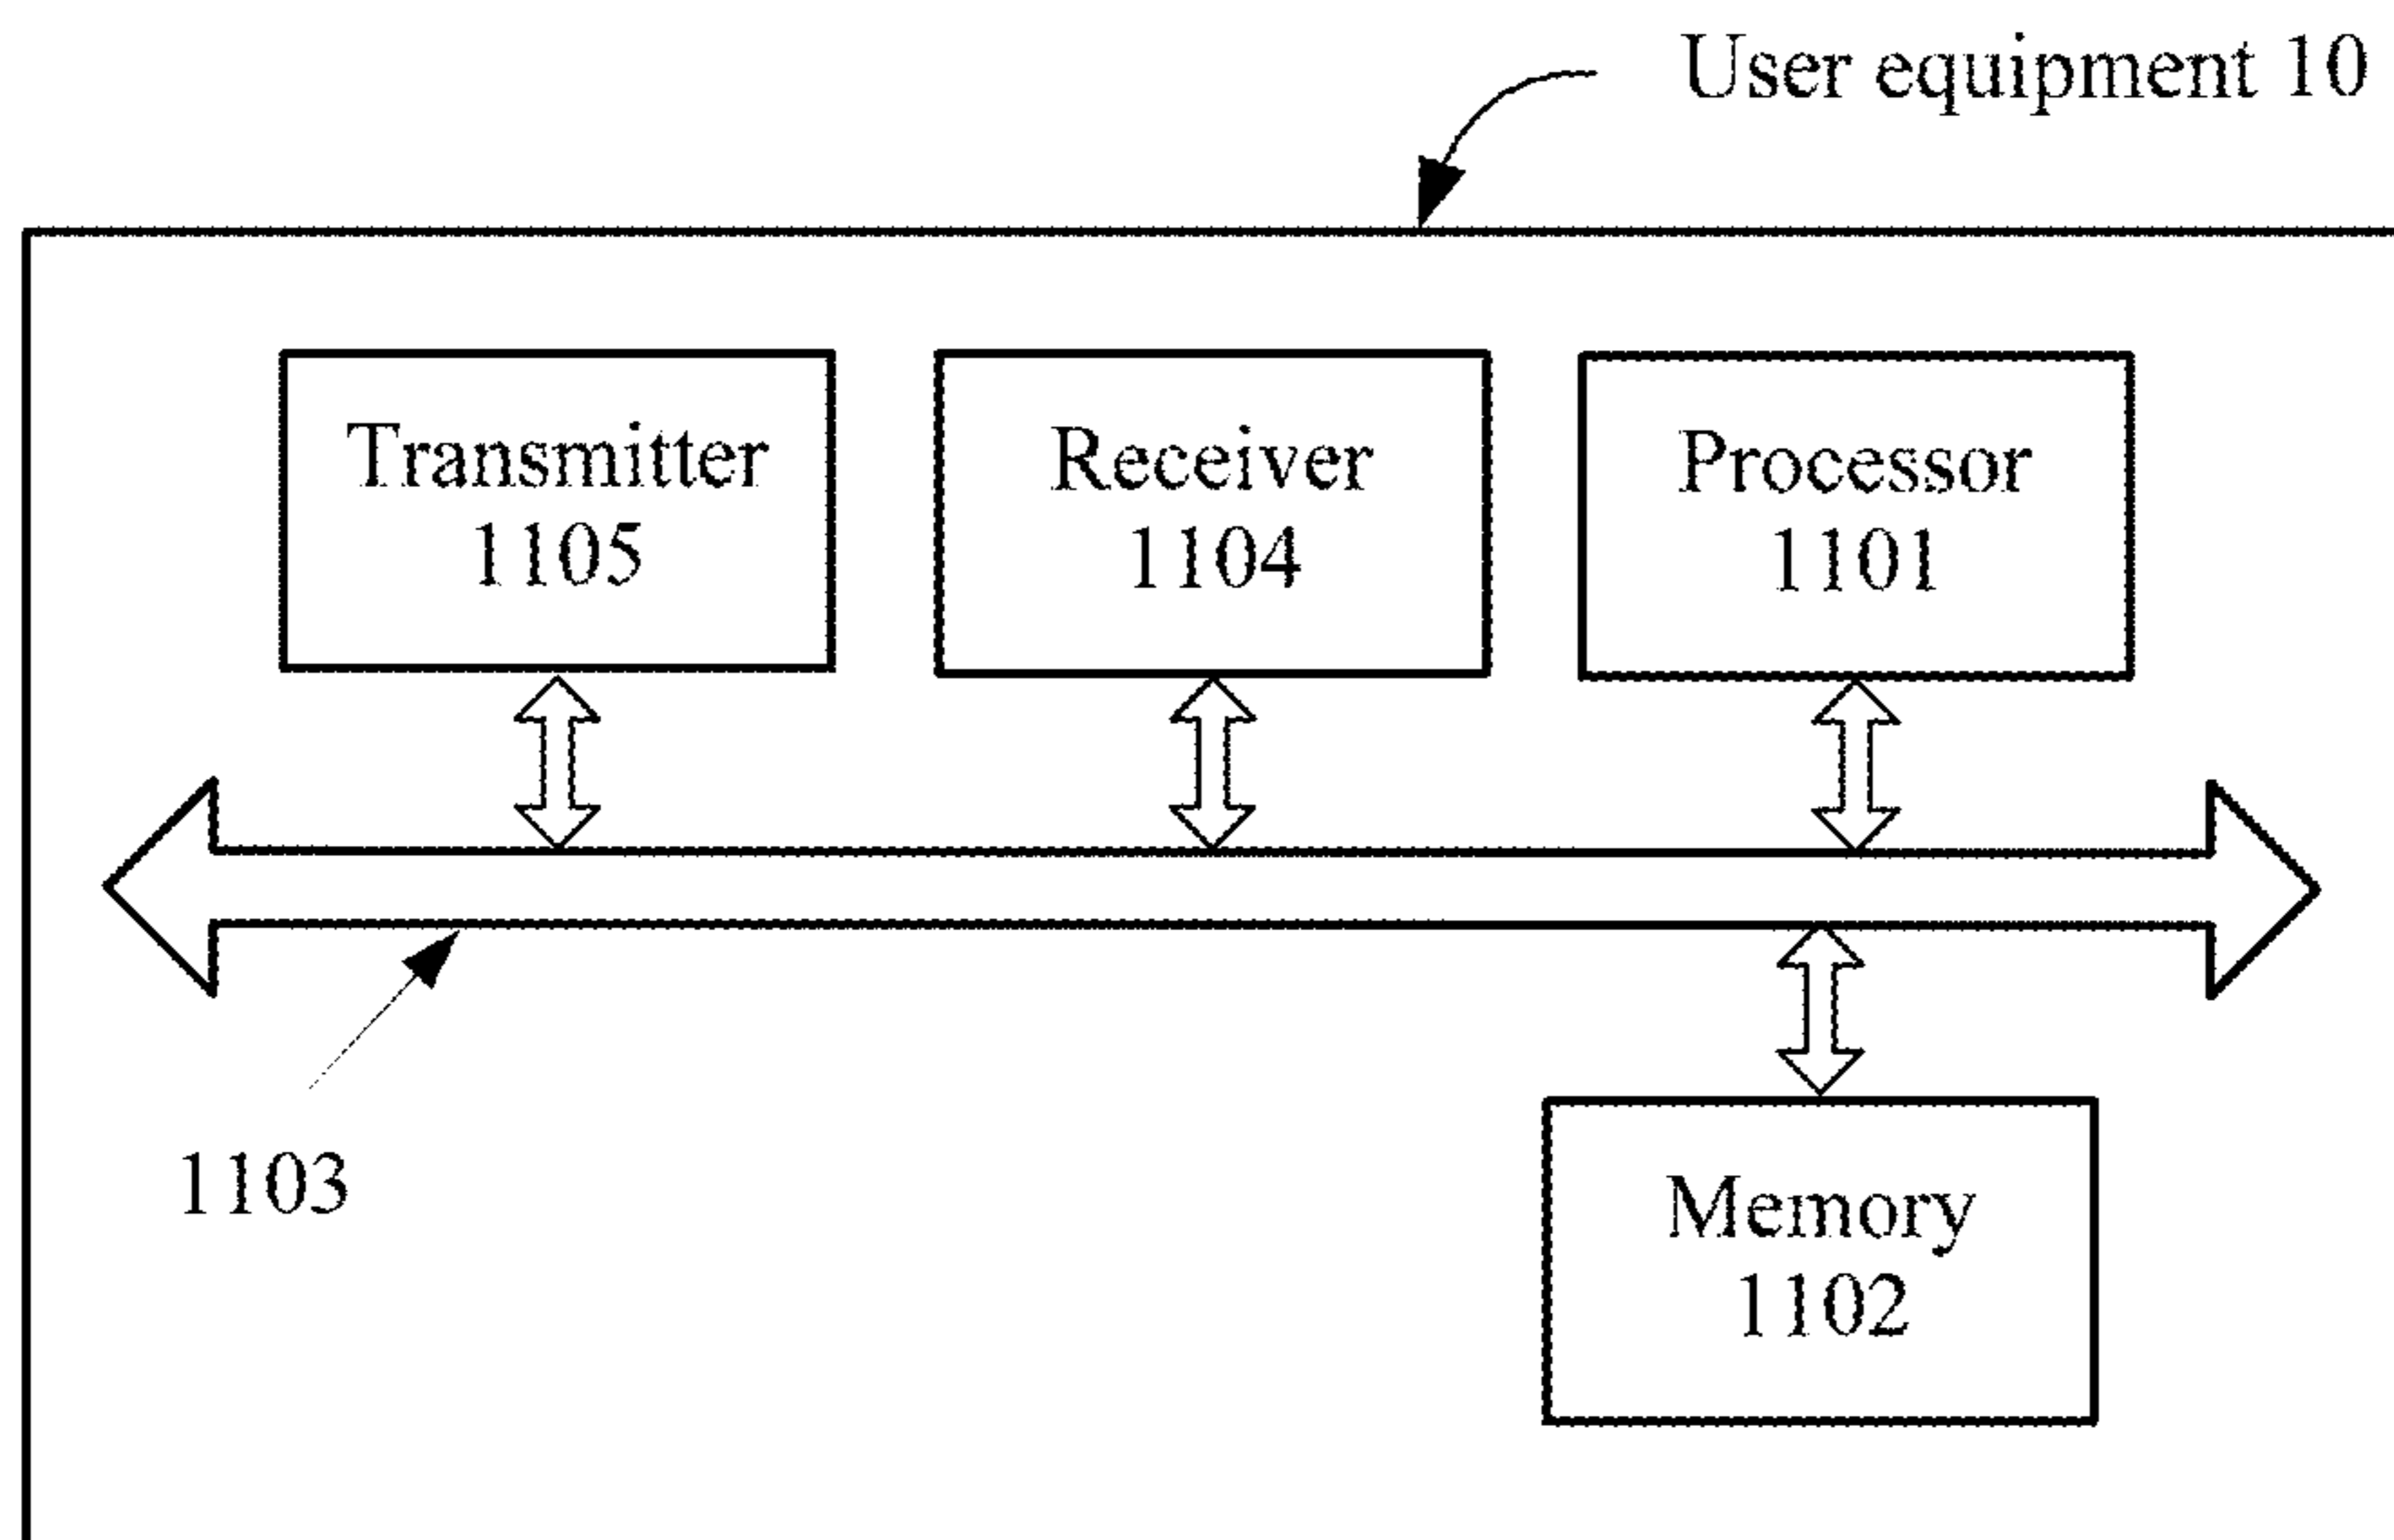 User equipment 10
Transmitter
1105
Receiver
1104
Processor
1101
1103
Memory
1102